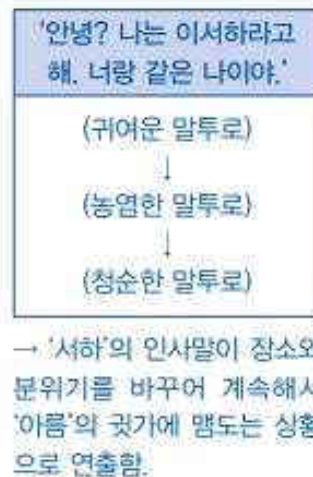 '안녕? 나는 이서하라고
해. 너랑 같은 나이야.'
(귀여운 말투로)
↓
(농염한 말투로)
↓
(청순한 말투로)
→ '서하'의 인사말이 장소와
분위기를 바꾸어 계속해서
'아름'의 귓가에 맴도는 상황
으로 연출함.